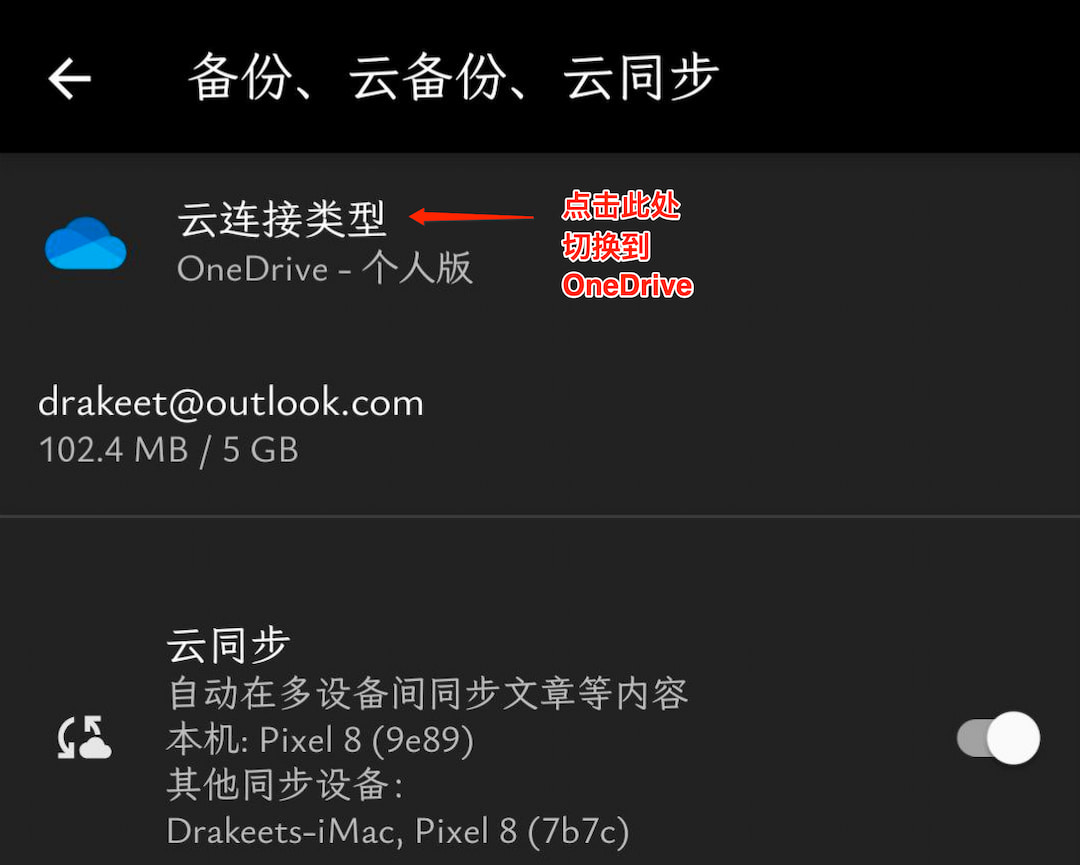 备份、云备份、云同步
云连接类型
OneDrive - 个人版
点击此处
切换到
OneDrive
drakeet@outlook.com
102.4 MB / 5 GB
云同步
自动在多设备间同步文章等内容
本机: Pixel 8 (9e89)
其他同步设备:
Drakeets-iMac, Pixel 8 (7b7c)